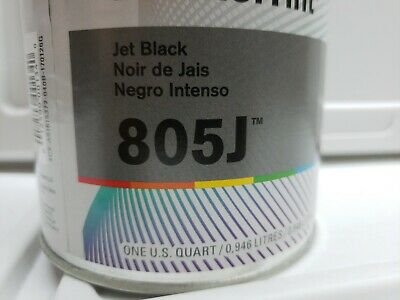 Jet Black
Noir de Jais
Negro Intenso
805J™
ONE U.S. QUART / 0,946 LITRES